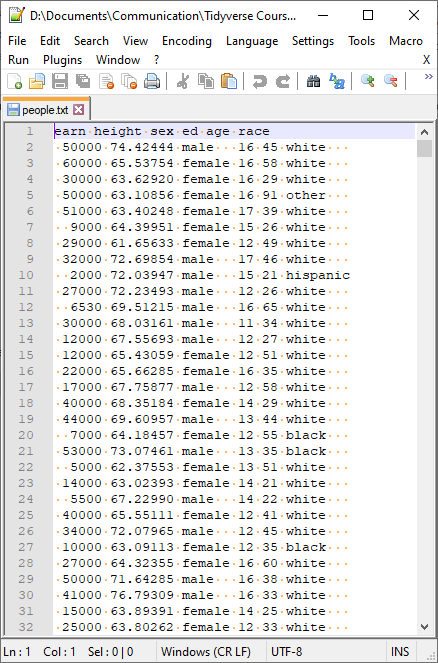 D:\Documents\Communication\Tidyverse Cours...
File Edit Search View Encoding Language Settings Tools Macro
Run Plugins Window ? X
people.txt
1 earn height sex ed age race
2 50000 74.42444 male 16 45 white
3 60000 65.53754 female 16 58 white
4 30000 63.62920 female 16 29 white
5 50000 63.10856 female 16 91 other
6 51000 63.40248 female 17 39 white
7 9000 64.39951 female 15 26 white
8 29000 61.65633 female 12 49 white
9 32000 72.69854 male 17 46 white
10 2000 72.03947 male 15 21 hispanic
11 27000 72.23493 male 12 26 white
12 6530 69.51215 male 16 65 white
13 30000 68.03161 male 11 34 white
14 12000 67.55693 male 12 27 white
15 12000 65.43059 female 12 51 white
16 22000 65.66285 female 16 35 white
17 17000 67.75877 male 12 58 white
18 40000 68.35184 female 14 29 white
19 44000 69.60957 male 13 44 white
20 7000 64.18457 female 12 55 black
21 53000 73.07461 male 13 35 black
22 5000 62.37553 female 13 51 white
23 14000 63.02393 female 14 21 white
24 5500 67.22990 male 14 22 white
25 40000 65.55111 female 12 41 white
26 34000 72.07965 male 12 45 white
27 10000 63.09113 female 12 35 black
28 27000 64.32355 female 16 60 white
29 50000 71.64285 male 16 38 white
30 41000 76.79309 male 16 33 white
31 15000 63.89391 female 14 25 white
32 25000 63.80262 female 12 33 white
Ln : 1 Col : 1 Sel : 0 | 0 Windows (CR LF) UTF-8 INS